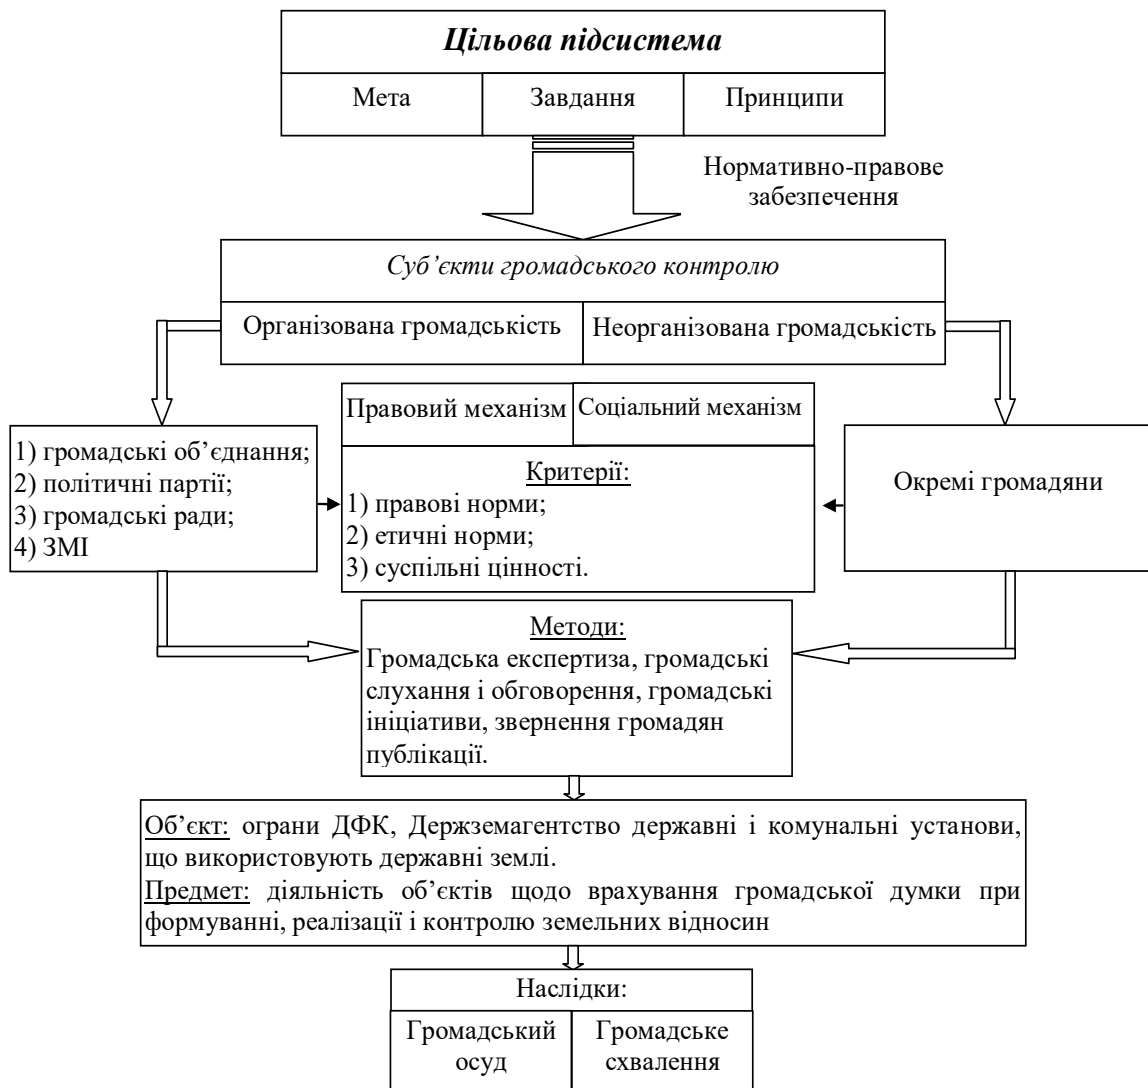 Цільова підсистема
Мета
Завдання
Принципи
Нормативно-правове
забезпечення
Суб’єкти громадського контролю
Організована громадськість
Неорганізована громадськість
Правовий механізм
Соціальний механізм
1) громадські об’єднання;
2) політичні партії;
3) громадські ради;
4) ЗМІ
Критерії:
1) правові норми;
2) етичні норми;
3) суспільні цінності.
Окремі громадяни
Методи:
Громадська експертиза, громадські
слухання і обговорення, громадські
ініціативи, звернення громадян
публікації.
Об’єкт: ограни ДФК, Держземагентство державні і комунальні установи,
що використовують державні землі.
Предмет: діяльність об’єктів щодо врахування громадської думки при
формуванні, реалізації і контролю земельних відносин
Наслідки:
Громадський
осуд
Громадське
схвалення